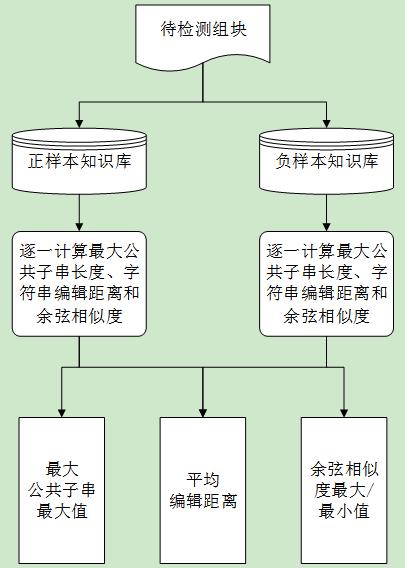 待检测组块
正样本知识库
负样本知识库
逐一计算最大公
共子串长度、字
符串编辑距离和
余弦相似度
逐一计算最大公
共子串长度、字
符串编辑距离和
余弦相似度
最大
公共子串
最大值
平均
编辑距离
余弦相似
度最大/
最小值